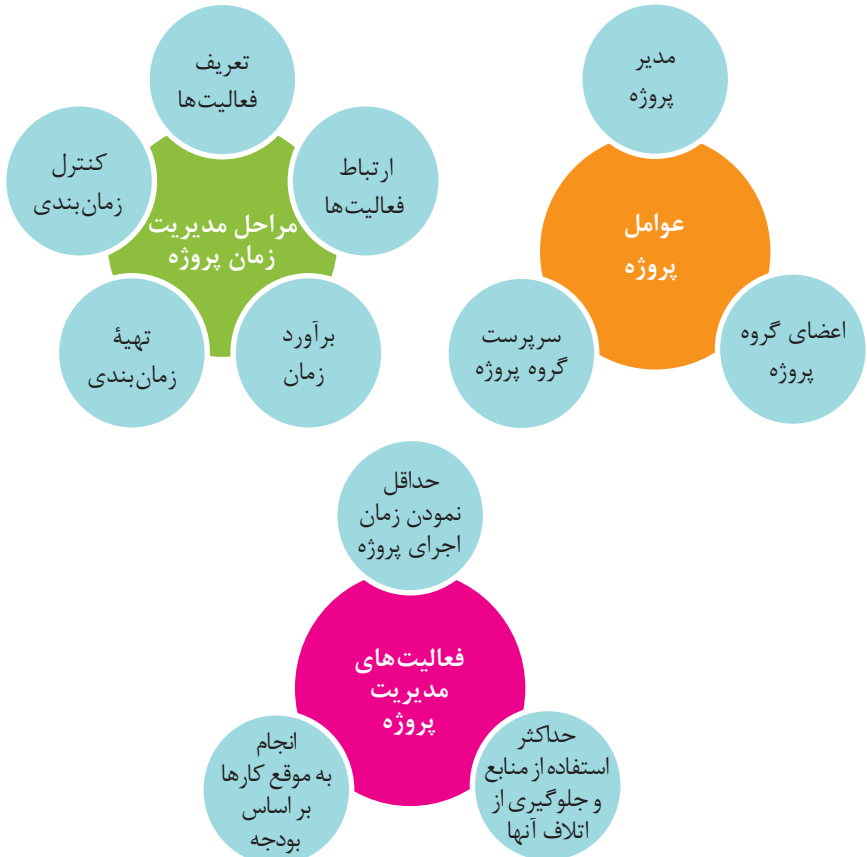 مدیر
پروژه
عوامل
پروژه
اعضای گروه
پروژه
سرپرست
گروه پروژه
تعریف
فعالیت‌ها
ارتباط
فعالیت‌ها
برآورد
زمان
تهیهٔ
زمان‌بندی
کنترل
زمان‌بندی
مراحل مدیریت
زمان پروژه
حداقل
نمودن زمان
اجرای پروژه
فعالیت‌های
مدیریت
پروژه
حداکثر
استفاده از منابع
و جلوگیری از
اتلاف آنها
انجام
به موقع کارها
بر اساس
بودجه